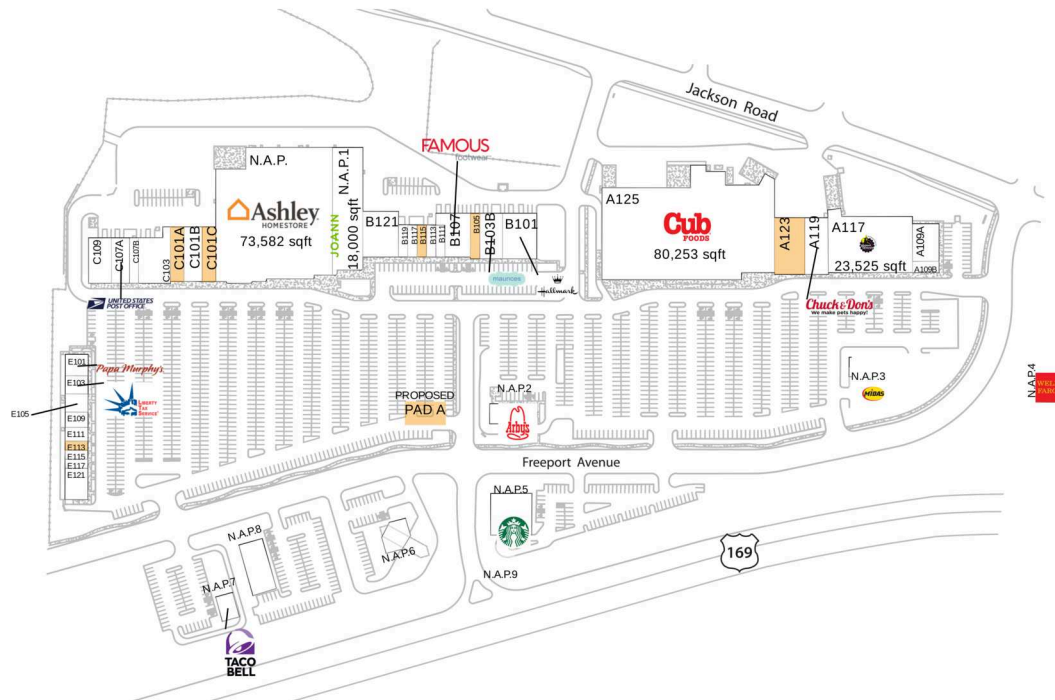 Jackson Road
FAMOUS
footwear
N.A.P.
N.A.P.1
Ashley
HOMESTORE
73,582 sqft
JOANN
18,000 sqft
B121
B119
B117
B115
B113
B111
B107
B105
B103B
B101
maurices
Hallmark
C109
C107A
C107B
C103
C101A
C101B
C101C
UNITED STATES
POST OFFICE
A125
Cub
FOODS
80,253 sqft
A123
A119
A117
23,525 sqft
A109A
A109B
Chuck & Don's
We make pets happy!
E101
Papa Murphy's
E103
LIBERTY
TAX
SERVICE
E105
E109
E111
E113
E115
E117
E121
PROPOSED
PAD A
N.A.P.2
Arby's
N.A.P.3
MIDAS
N.A.P.4
Freeport Avenue
N.A.P.5
N.A.P.6
N.A.P.8
N.A.P.7
N.A.P.9
169
TACO
BELL